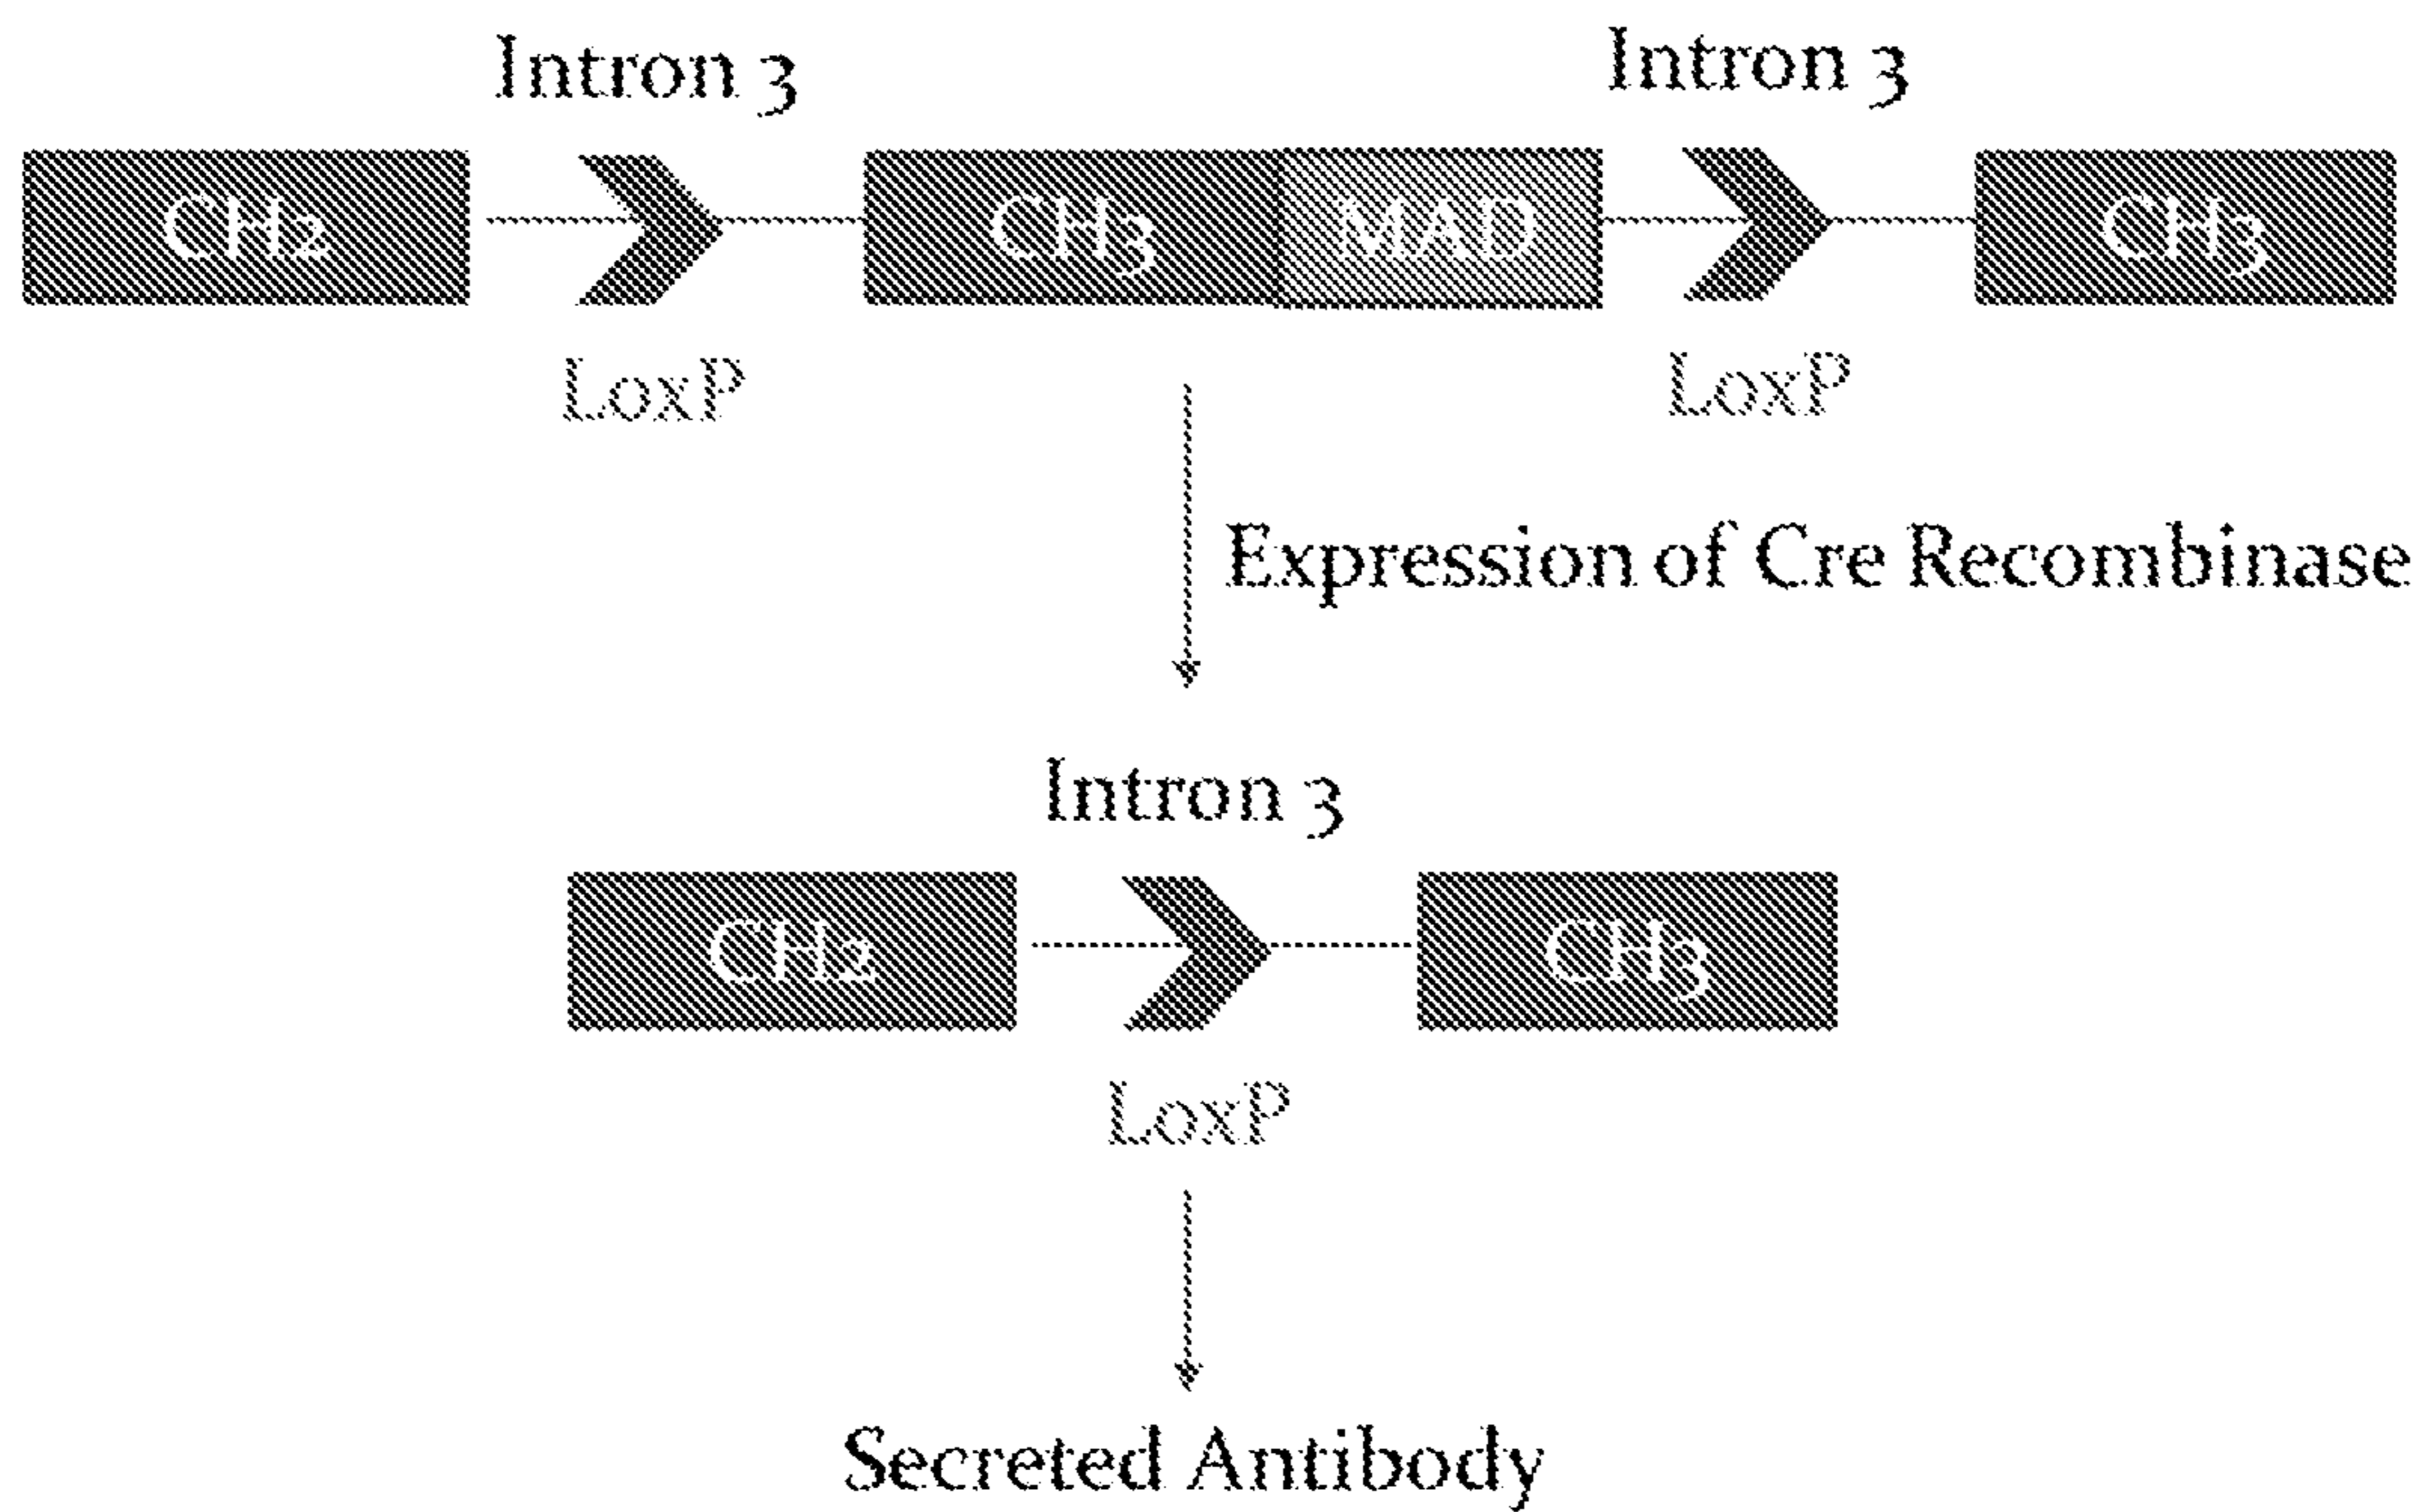 Intron 3 Intron 3
CH2 CH3 MAD CH3
LoxP LoxP
Expression of Cre Recombinase
Intron 3
CH2 CH3
LoxP
Secreted Antibody